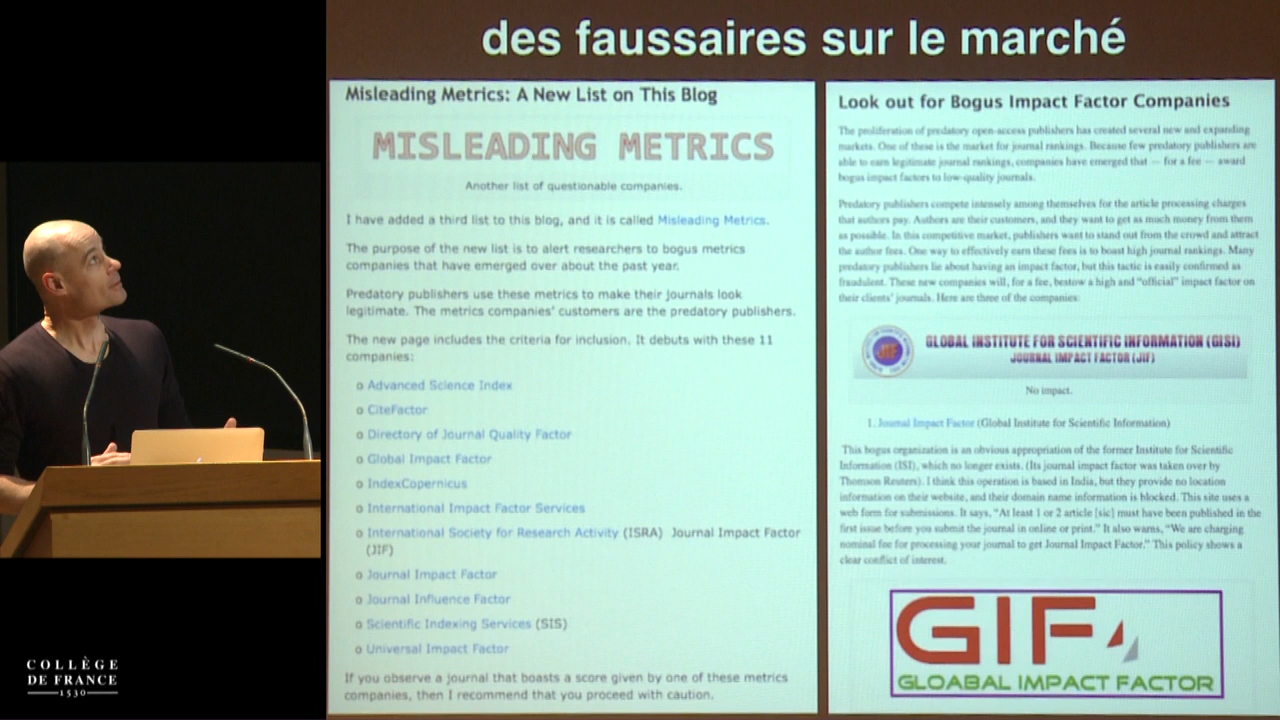 des faussaires sur le marché
Misleading Metrics: A New List on This Blog
MISLEADING METRICS
Another list of questionable companies.
I have added a third list to this blog, and it is called Misleading Metrics.
The purpose of the new list is to alert researchers to bogus metrics
companies that have emerged over about the past year.
Predatory publishers use these metrics to make their journals look
legitimate. The metrics companies' customers are the predatory publishers.
The new page includes the criteria for inclusion. It debuts with these 11
companies:
o Advanced Science Index
o CiteFactor
o Directory of Journal Quality Factor
o Global Impact Factor
o IndexCopernicus
o International Impact Factor Services
o International Society for Research Activity (ISRA) Journal Impact Factor
(JIF)
o Journal Impact Factor
o Journal Influence Factor
o Scientific Indexing Services (SIS)
o Universal Impact Factor
If you observe a journal that boasts a score given by one of these metrics
companies, then I recommend that you proceed with caution.
Look out for Bogus Impact Factor Companies
The proliferation of predatory open-access publishers has created several new and expanding
markets. One of these is the market for journal rankings. Because few predatory publishers are
able to earn legitimate journal rankings, companies have emerged that — for a fee — award
bogus impact factors to low-quality journals.
Predatory publishers compete intensely among themselves for the article processing charges
that authors pay. Authors are their customers, and they want to get as much money from them
as possible. In this competitive market, publishers want to stand out from the crowd and attract
the author fees. One way to effectively earn these fees is to boast high journal rankings. Many
predatory publishers lie about having an impact factor, but this tactic is easily confirmed as
fraudulent. These new companies will, for a fee, bestow a high and “official” impact factor on
their clients' journals. Here are three of the companies:
JIF
GLOBAL INSTITUTE FOR SCIENTIFIC INFORMATION (GISI)
JOURNAL IMPACT FACTOR (JIF)
No impact.
1. Journal Impact Factor (Global Institute for Scientific Information)
This bogus organization is an obvious appropriation of the former Institute for Scientific
Information (ISI), which no longer exists. (Its journal impact factor was taken over by
Thomson Reuters). I think this operation is based in India, but they provide no location
information on their website, and their domain name information is blocked. This site uses a
web form for submissions. It says, “At least 1 or 2 article [sic] must have been published in the
first issue before you submit the journal in online or print.” It also warns, “We are charging
nominal fee for processing your journal to get Journal Impact Factor.” This policy shows a
clear conflict of interest.
GIF
GLOABAL IMPACT FACTOR
COLLÈGE
DE FRANCE
1530